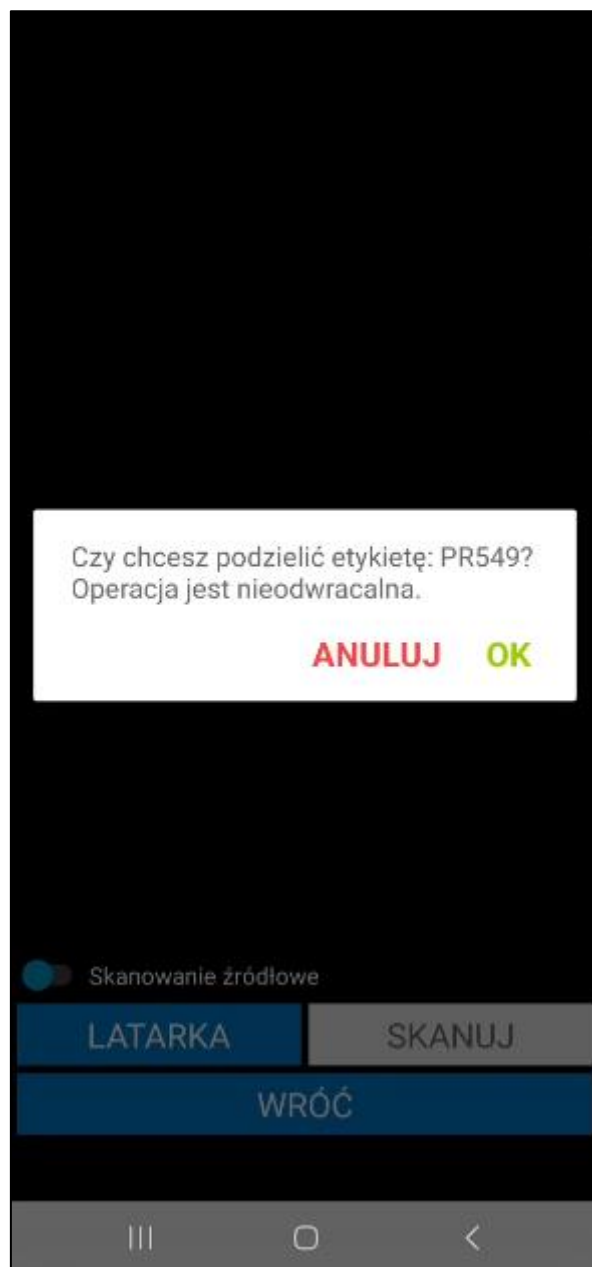 Czy chcesz podzielić etykietę: PR549?
Operacja jest nieodwracalna.
ANULUJ OK
Skanowanie źródłowe
LATARKA SKANUJ
WRÓĆ